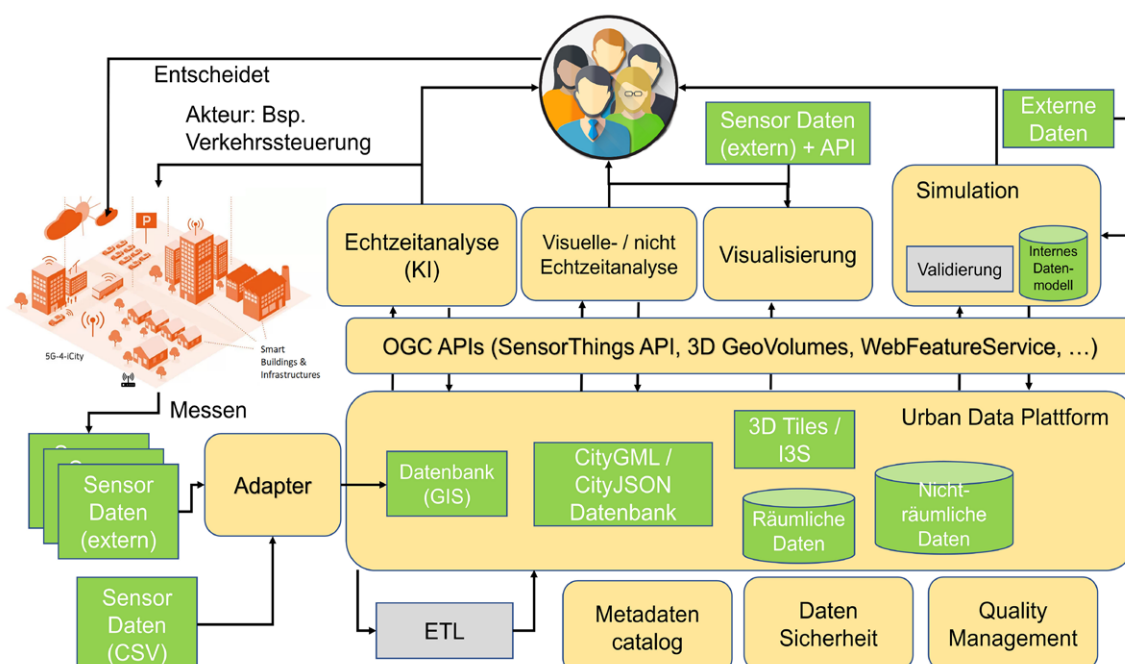 Entscheidet
Akteur: Bsp.
Verkehrssteuerung
Sensor Daten
(extern) + API
Externe
Daten
P
Echtzeitanalyse
(KI)
Visuelle- / nicht
Echtzeitanalyse
Visualisierung
Simulation
Validierung
Internes
Daten-
modell
5G-4-iCity
Smart
Buildings &
Infrastructures
OGC APIs (SensorThings API, 3D GeoVolumes, WebFeatureService, …)
Messen
Sensor
Daten
(extern)
Adapter
Urban Data Plattform
Datenbank
(GIS)
CityGML /
CityJSON
Datenbank
3D Tiles /
I3S
Räumliche
Daten
Nicht-
räumliche
Daten
Sensor
Daten
(CSV)
ETL
Metadaten
catalog
Daten
Sicherheit
Quality
Management